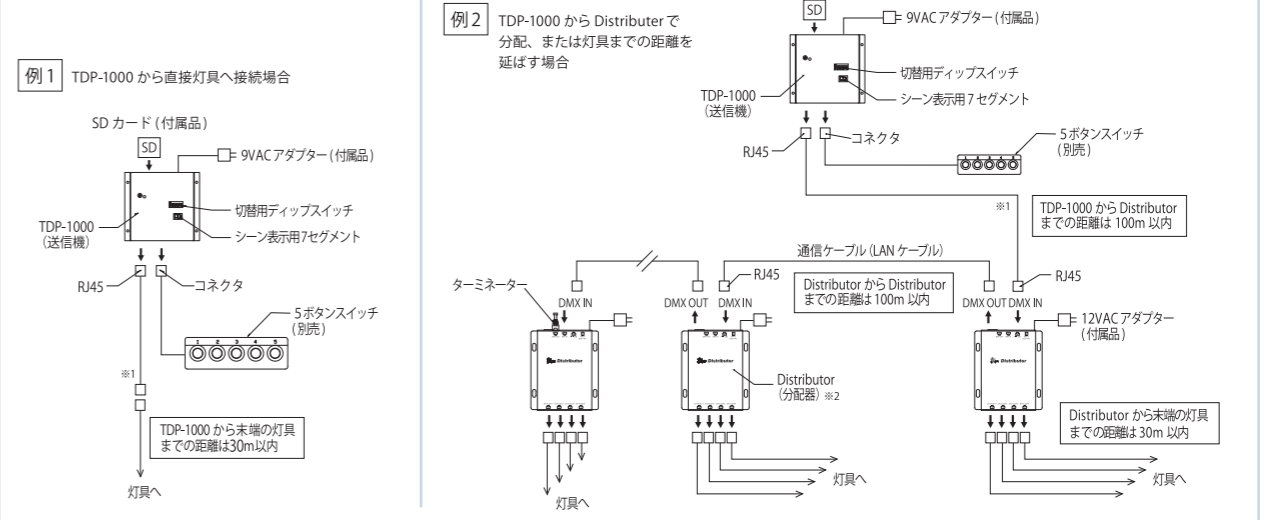 例1 TDP-1000 から直接灯具へ接続場合
SD カード (付属品)
SD
9VAC アダプター (付属品)
切替用ディップスイッチ
シーン表示用7セグメント
TDP-1000
(送信機)
RJ45
コネクタ
5ボタンスイッチ
(別売)
1 2 3 4 5
※1
TDP-1000 から末端の灯具
までの距離は30m以内
灯具へ
例2 TDP-1000 から Distributer で
分配、または灯具までの距離を
延ばす場合
SD
9VAC アダプター (付属品)
切替用ディップスイッチ
シーン表示用7セグメント
TDP-1000
(送信機)
RJ45
コネクタ
5ボタンスイッチ
(別売)
※1
TDP-1000 から Distributor
までの距離は 100m 以内
通信ケーブル (LAN ケーブル)
ターミネーター
RJ45
Distributor から Distributor
までの距離は 100m 以内
RJ45
DMX IN
DMX OUT
DMX IN
DMX OUT
DMX IN
12VAC アダプター
(付属品)
Distributor
Distributor
Distributor
Distributor
(分配器) ※2
Distributor から末端の灯具
までの距離は 30m 以内
灯具へ
灯具へ
灯具へ